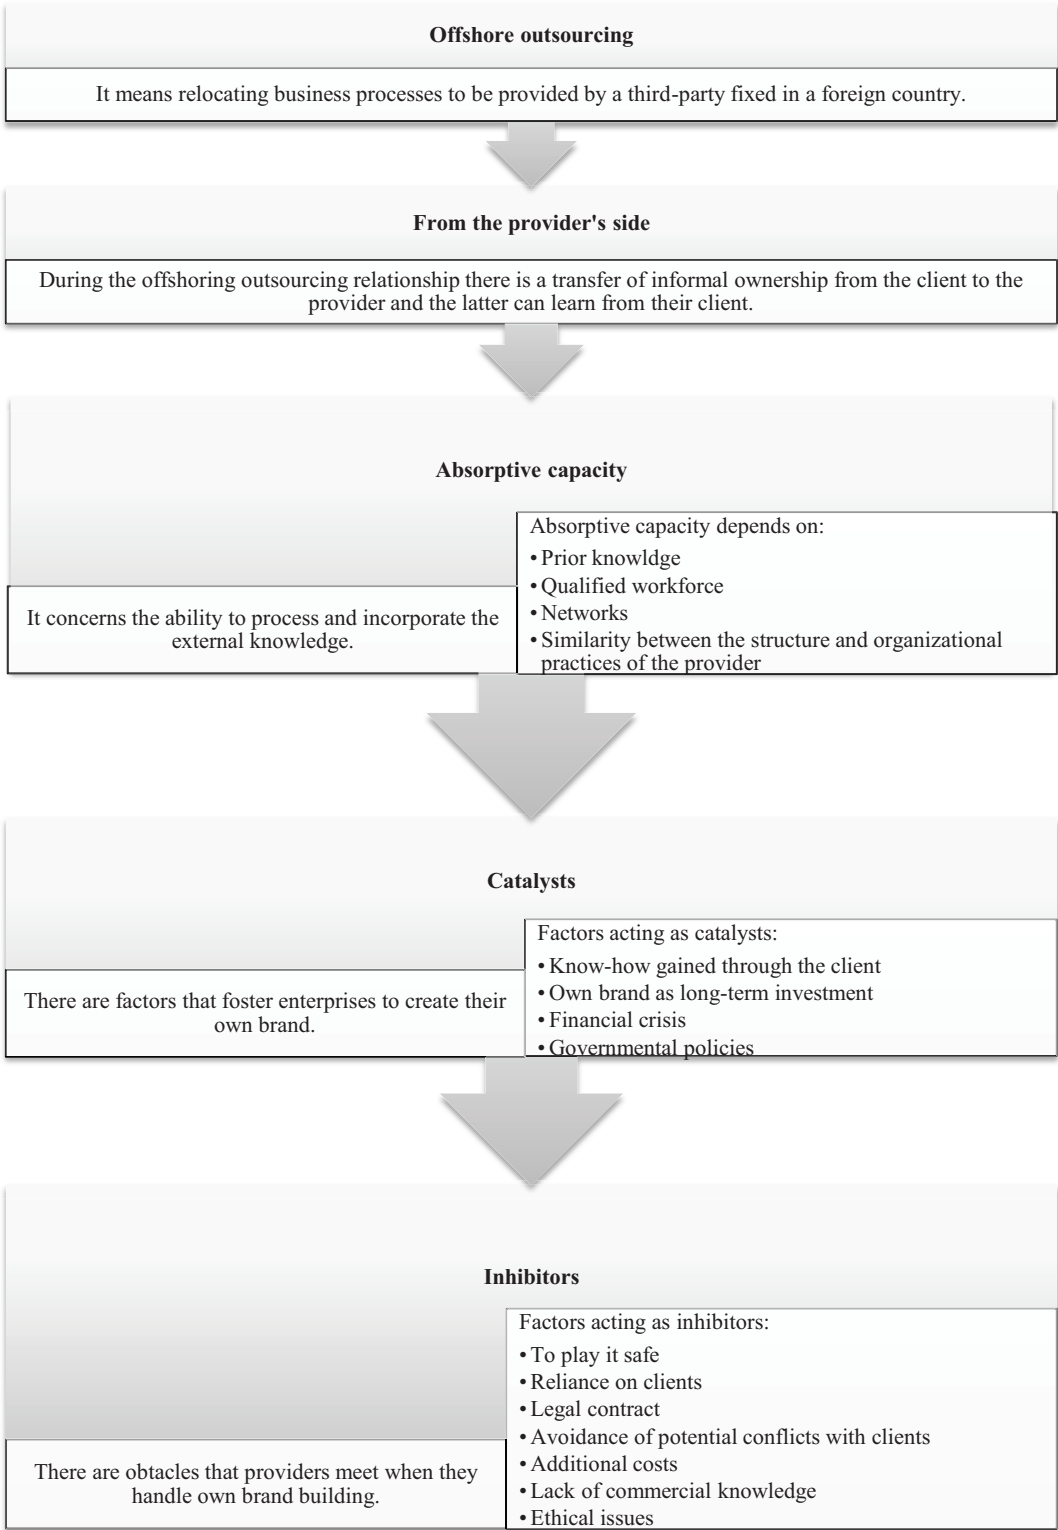 Offshore outsourcing
It means relocating business processes to be provided by a third-party fixed in a foreign country.
From the provider's side
During the offshoring outsourcing relationship there is a transfer of informal ownership from the client to the
provider and the latter can learn from their client.
Absorptive capacity
It concerns the ability to process and incorporate the
external knowledge.
Absorptive capacity depends on:
• Prior knowldge
• Qualified workforce
• Networks
• Similarity between the structure and organizational
practices of the provider
Catalysts
There are factors that foster enterprises to create their
own brand.
Factors acting as catalysts:
• Know-how gained through the client
• Own brand as long-term investment
• Financial crisis
• Governmental policies
Inhibitors
There are obtacles that providers meet when they
handle own brand building.
Factors acting as inhibitors:
• To play it safe
• Reliance on clients
• Legal contract
• Avoidance of potential conflicts with clients
• Additional costs
• Lack of commercial knowledge
• Ethical issues